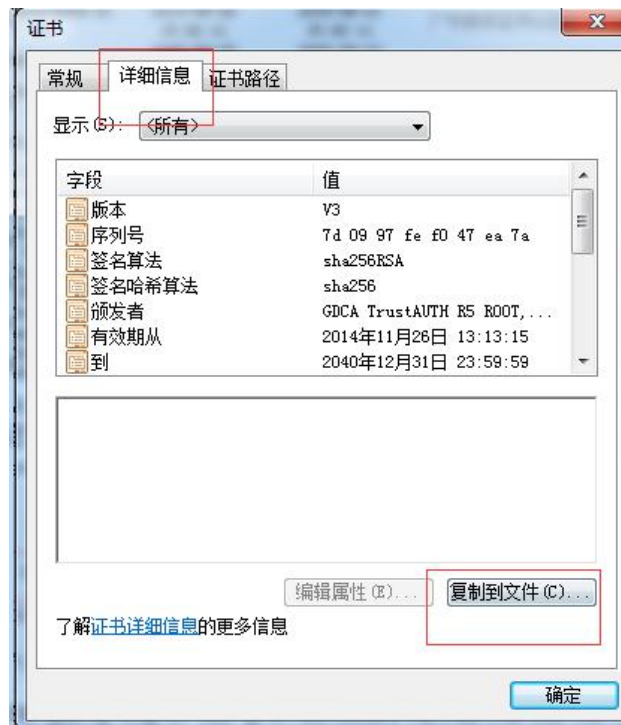 证书
常规 详细信息 证书路径
显示(S): <所有>
字段 值
版本 V3
序列号 7d 09 97 fe f0 47 ea 7a
签名算法 sha256RSA
签名哈希算法 sha256
颁发者 GDCA TrustAUTH R5 ROOT,...
有效期从 2014年11月26日 13:13:15
到 2040年12月31日 23:59:59
编辑属性(E)... 复制到文件(C)...
了解证书详细信息的更多信息
确定